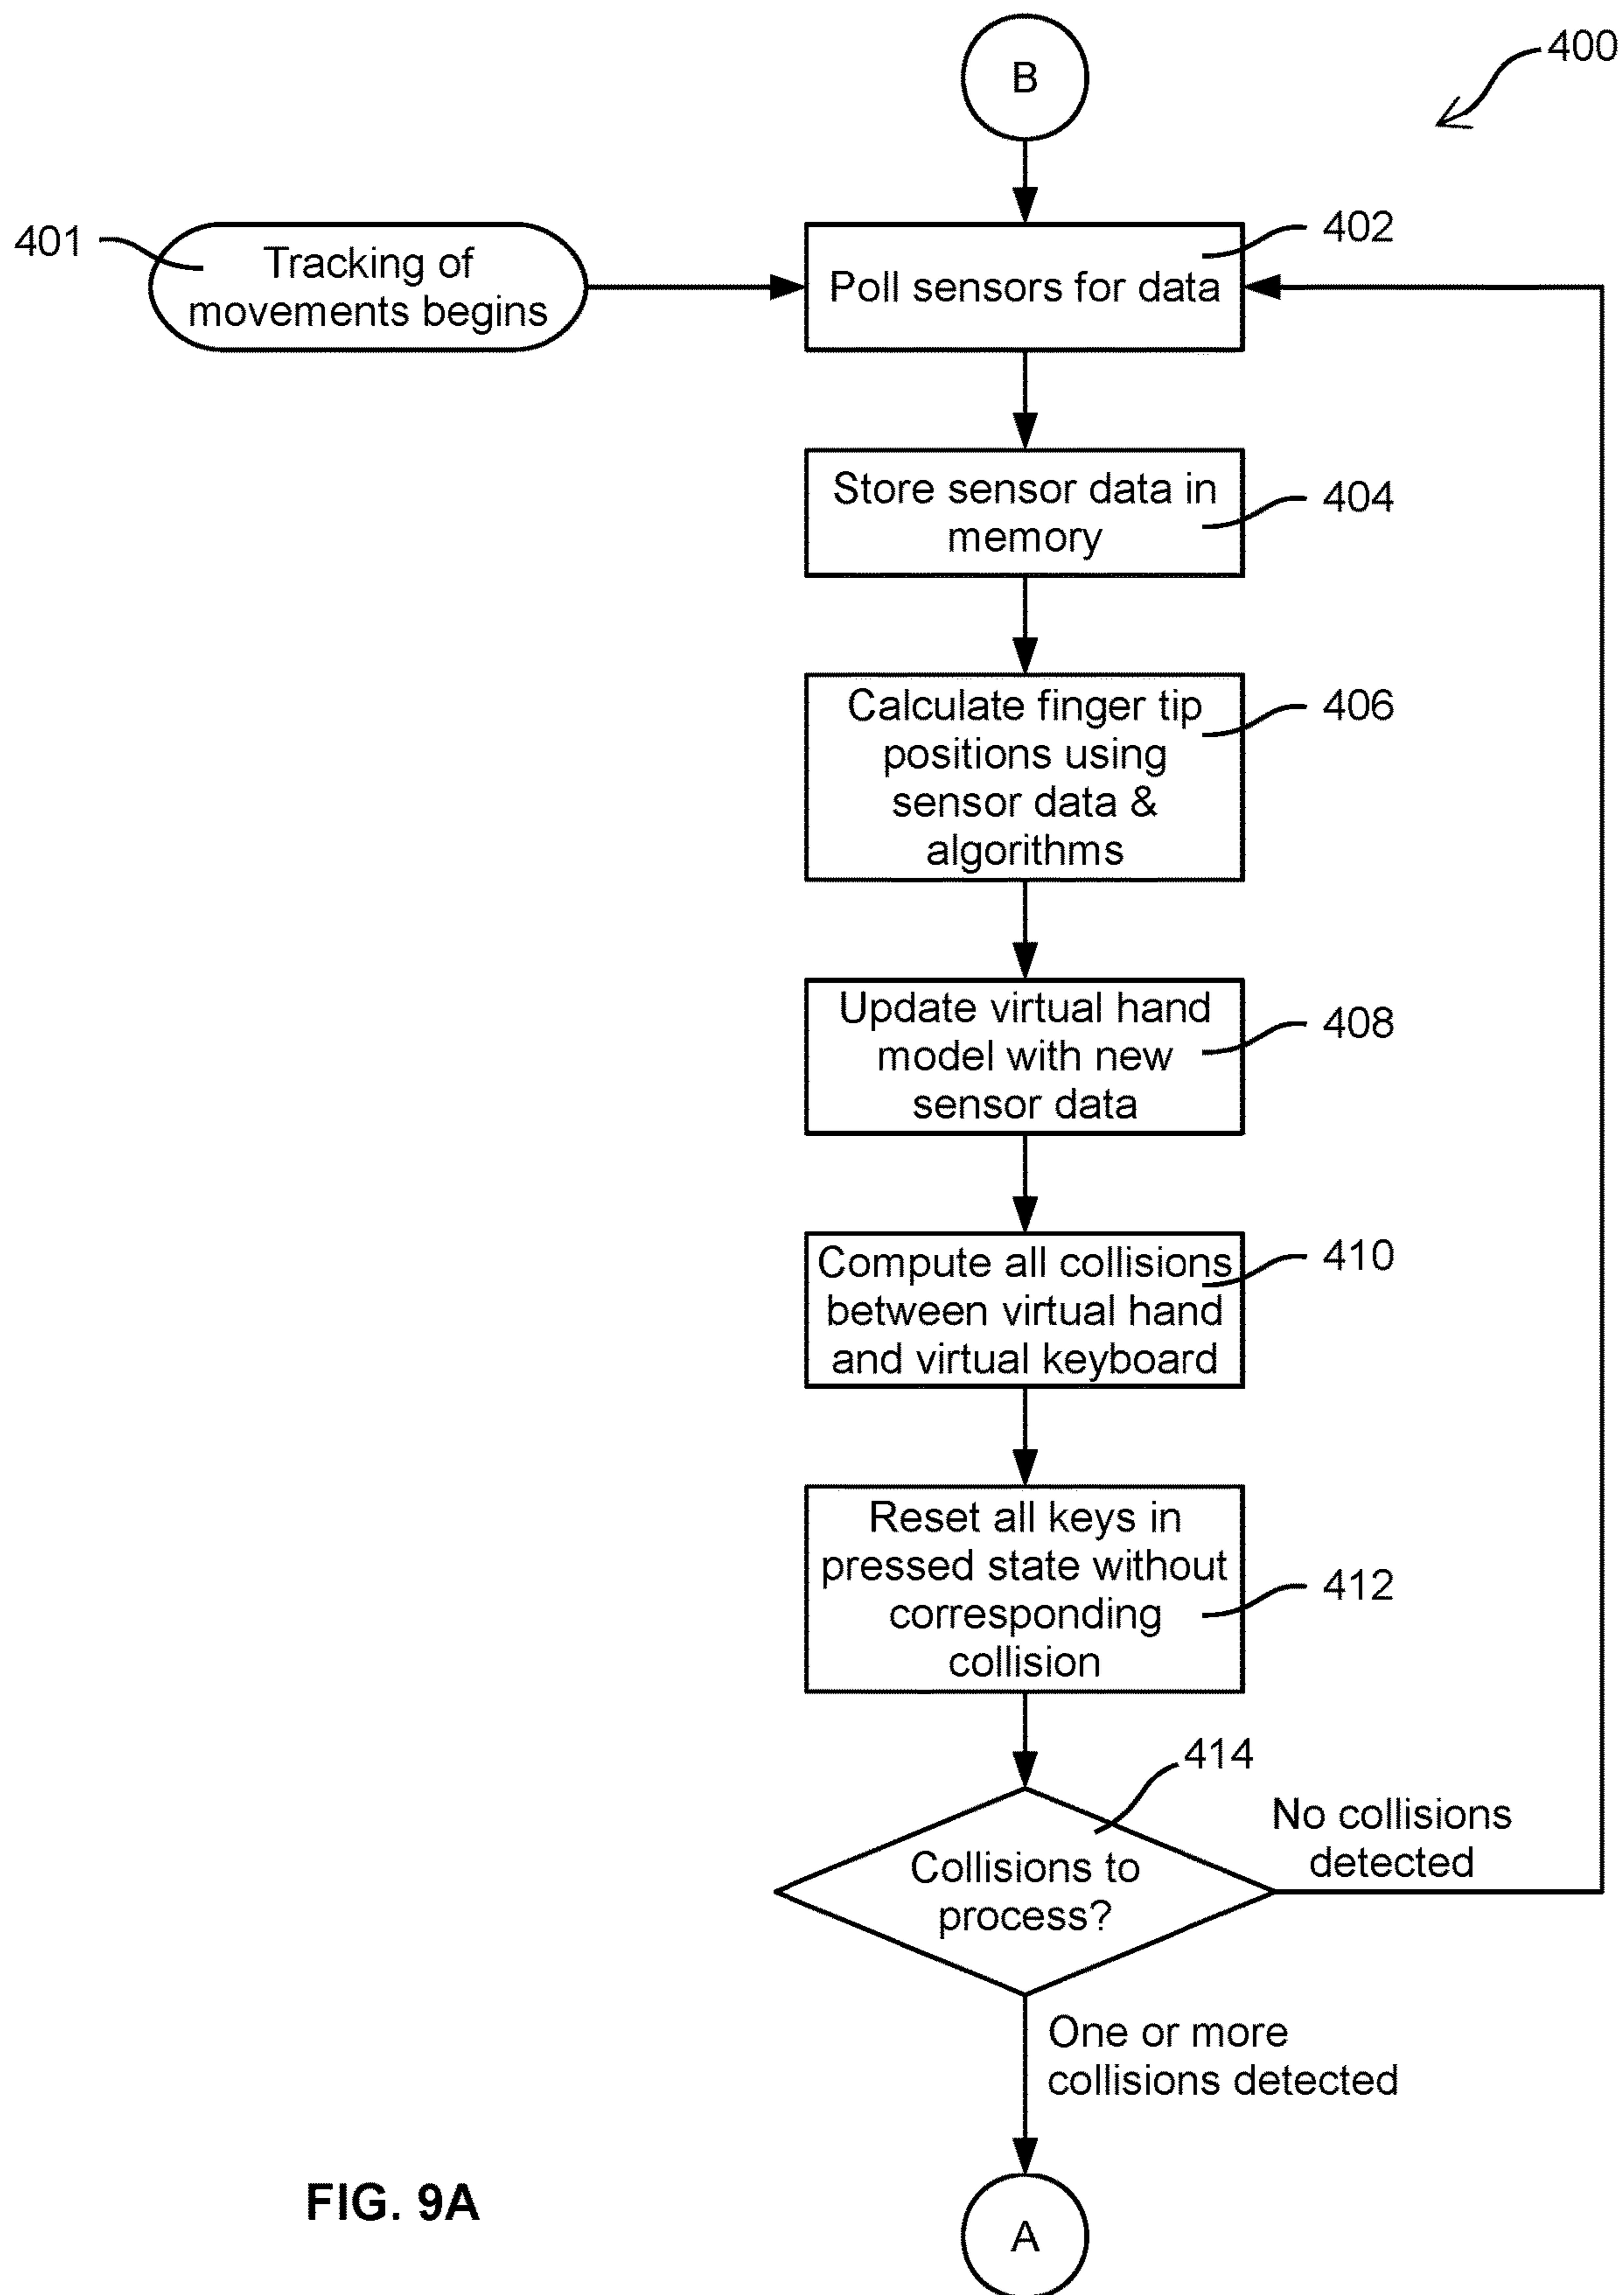 B
400
401
Tracking of
movements begins
402
Poll sensors for data
Store sensor data in
memory
404
Calculate finger tip
positions using
sensor data &
algorithms
406
Update virtual hand
model with new
sensor data
408
Compute all collisions
between virtual hand
and virtual keyboard
410
Reset all keys in
pressed state without
corresponding
collision
412
414
Collisions to
process?
No collisions
detected
One or more
collisions detected
FIG. 9A
A